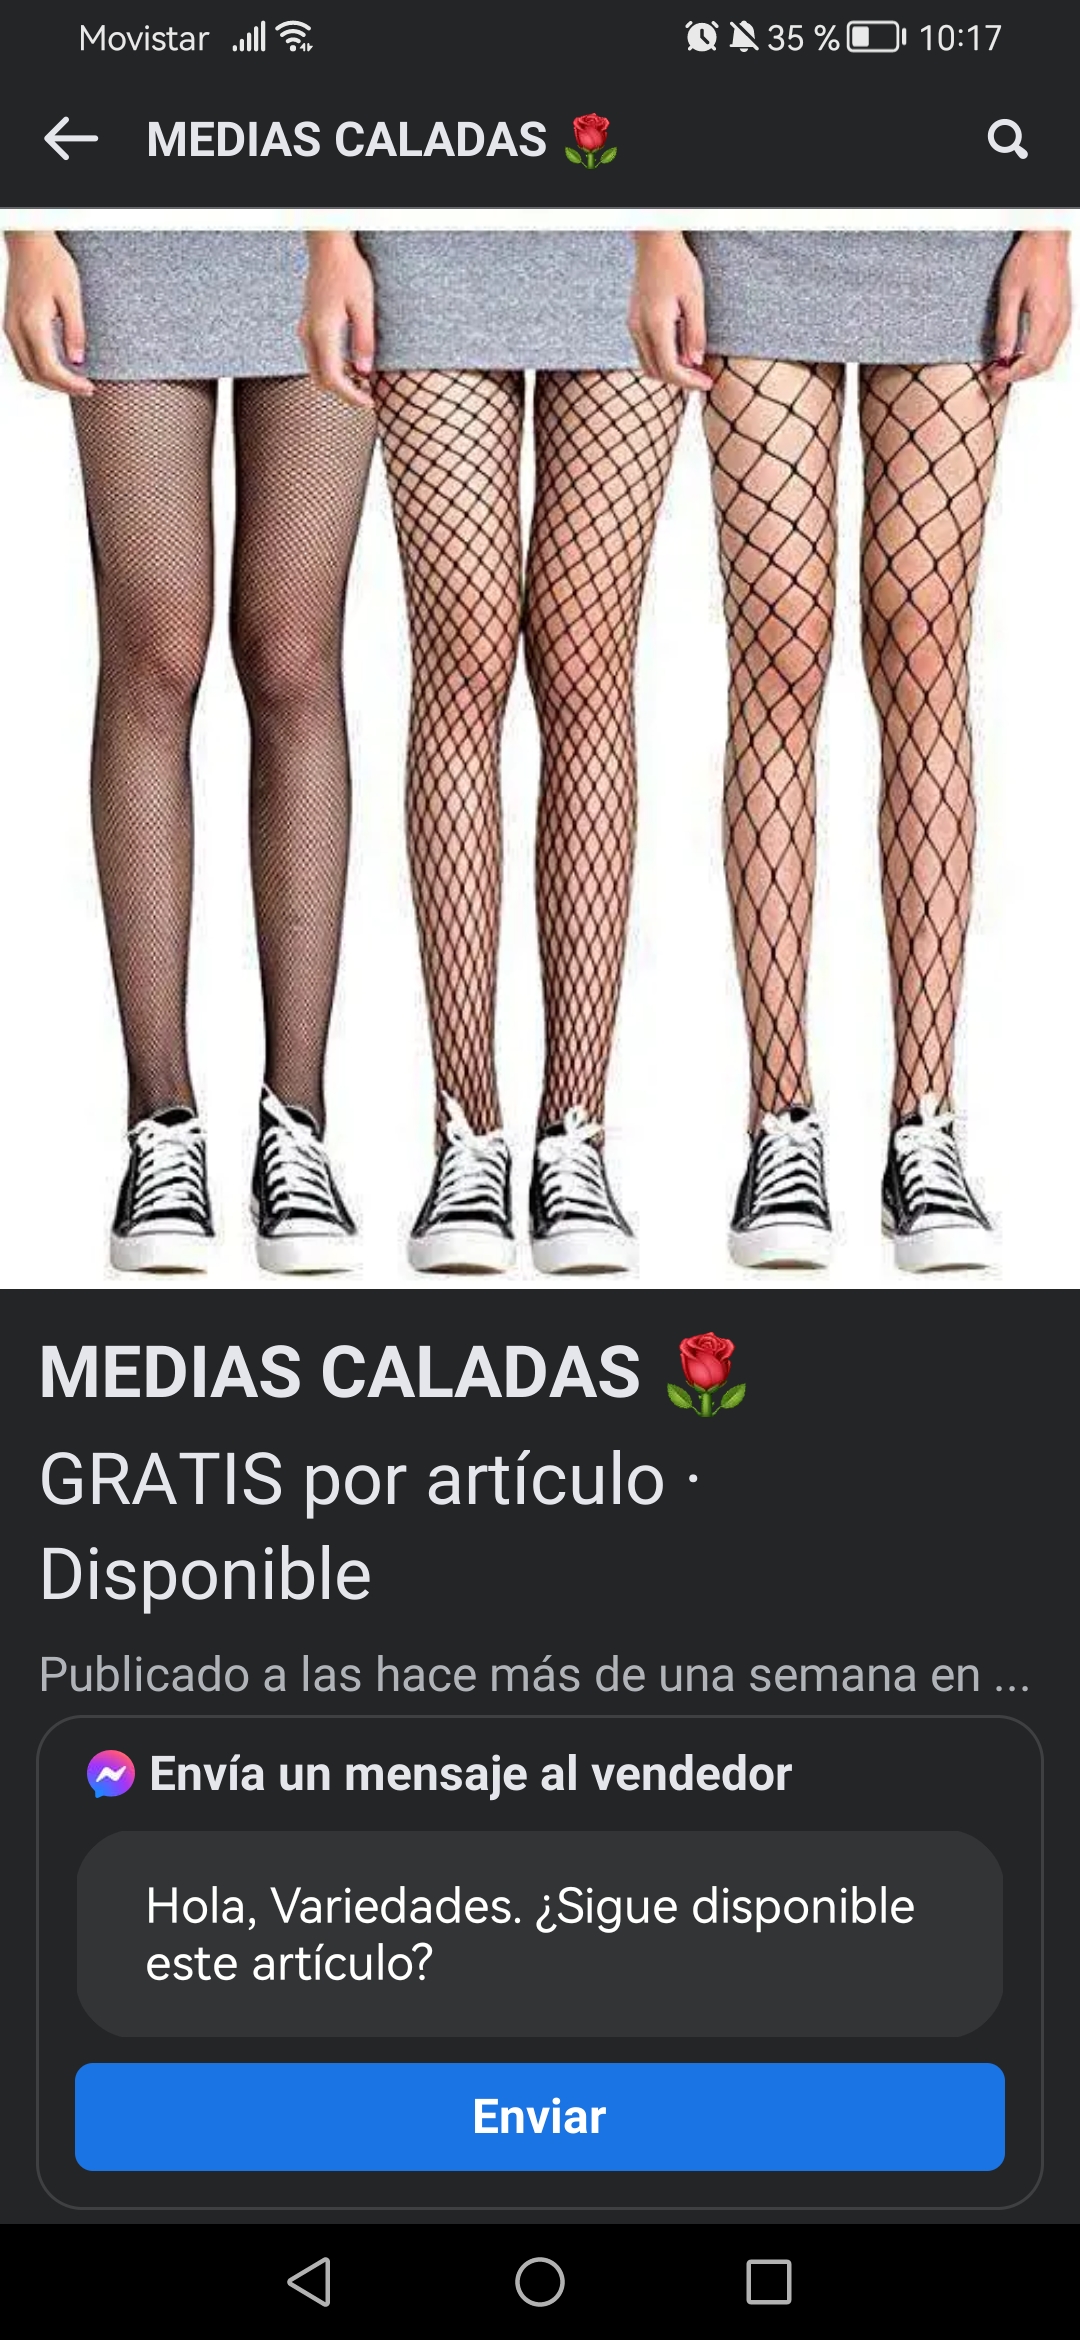 Movistar 35 % 10:17
MEDIAS CALADAS 🌹
MEDIAS CALADAS 🌹
GRATIS por artículo ·
Disponible
Publicado a las hace más de una semana en ...
Envía un mensaje al vendedor
Hola, Variedades. ¿Sigue disponible
este artículo?
Enviar